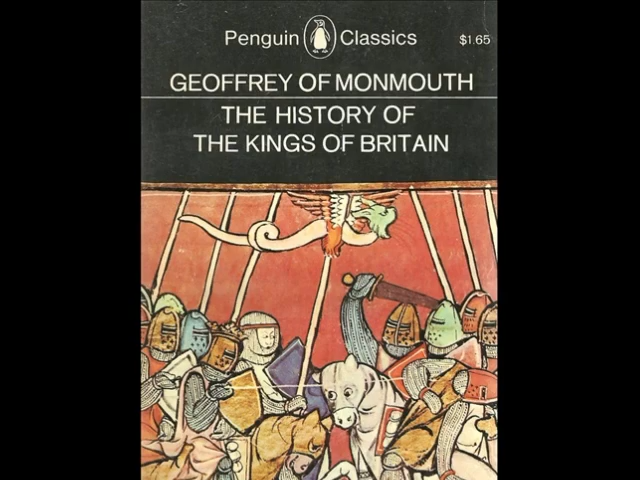 Penguin Classics $1.65
GEOFFREY OF MONMOUTH
THE HISTORY OF
THE KINGS OF BRITAIN